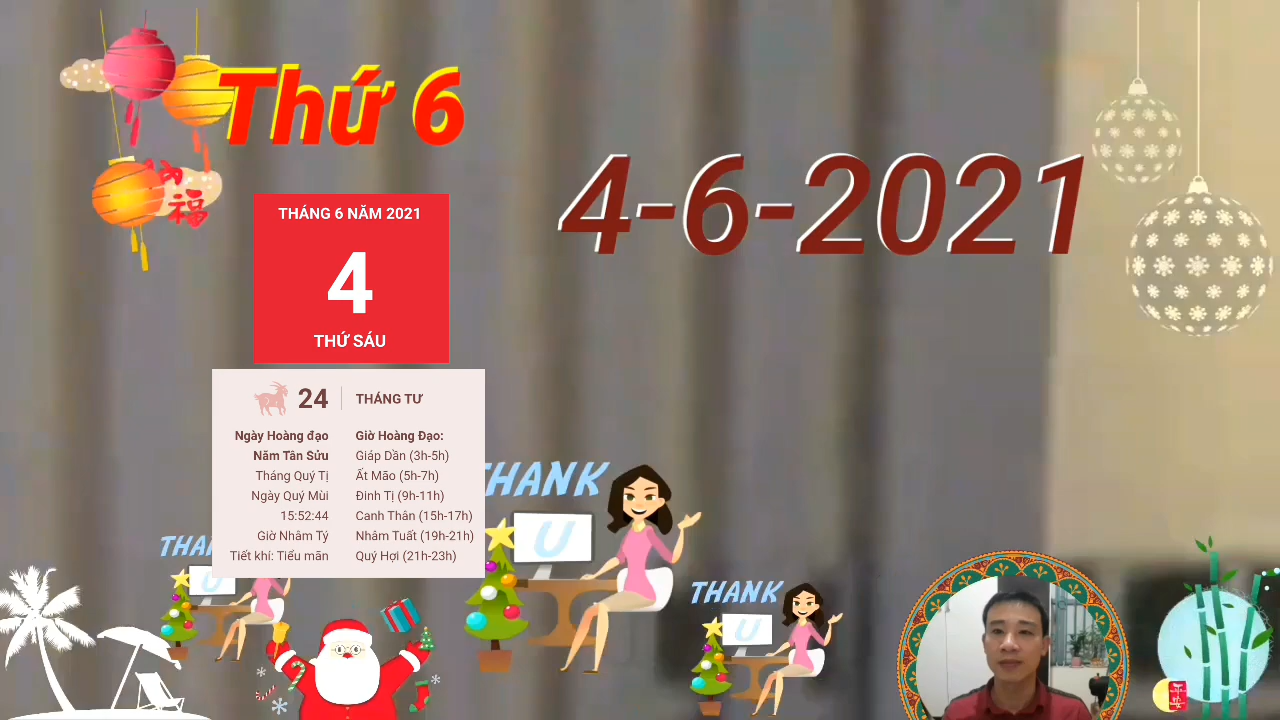 Thứ 6
4-6-2021
福
THÁNG 6 NĂM 2021
4
THỨ SÁU
24
THÁNG TƯ
Ngày Hoàng đạo
Năm Tân Sửu
Tháng Quý Tị
Ngày Quý Mùi
15:52:44
Giờ Nhâm Tý
Tiết khí: Tiểu mãn
Giờ Hoàng Đạo:
Giáp Dần (3h-5h)
Ất Mão (5h-7h)
Đinh Tị (9h-11h)
Canh Thân (15h-17h)
Nhâm Tuất (19h-21h)
Quý Hợi (21h-23h)
THANK
U
THAN
U
THANK
U